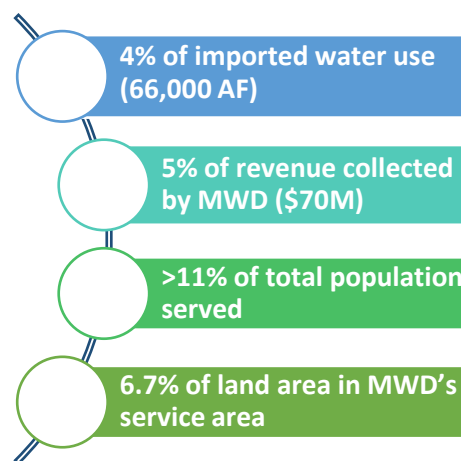 4% of imported water use
(66,000 AF)
5% of revenue collected
by MWD ($70M)
>11% of total population
served
6.7% of land area in MWD's
service area